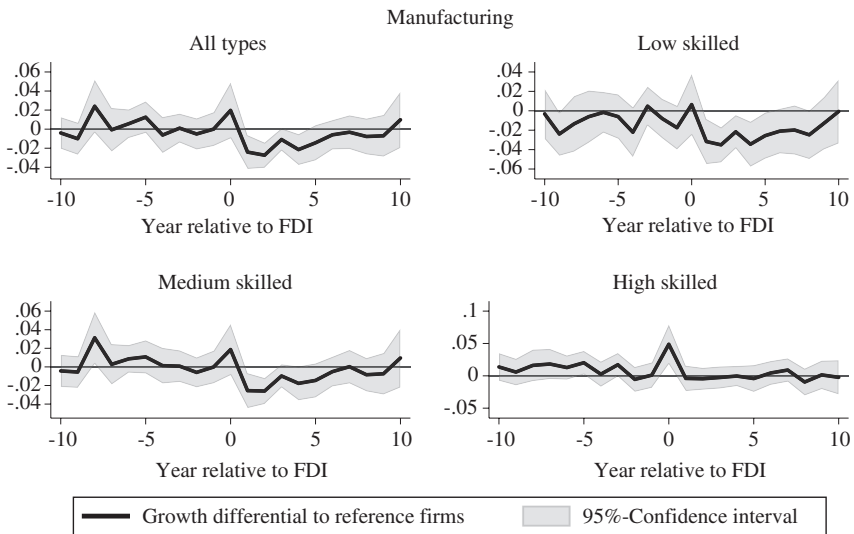 Manufacturing
All types
.06
.04
.02
0
-.02
-.04
-10 -5 0 5 10
Year relative to FDI
Low skilled
.04
.02
0
-.02
-.04
-.06
-10 -5 0 5 10
Year relative to FDI
Medium skilled
.06
.04
.02
0
-.02
-.04
-10 -5 0 5 10
Year relative to FDI
High skilled
.1
.05
0
-.05
-10 -5 0 5 10
Year relative to FDI
Growth differential to reference firms 95%-Confidence interval